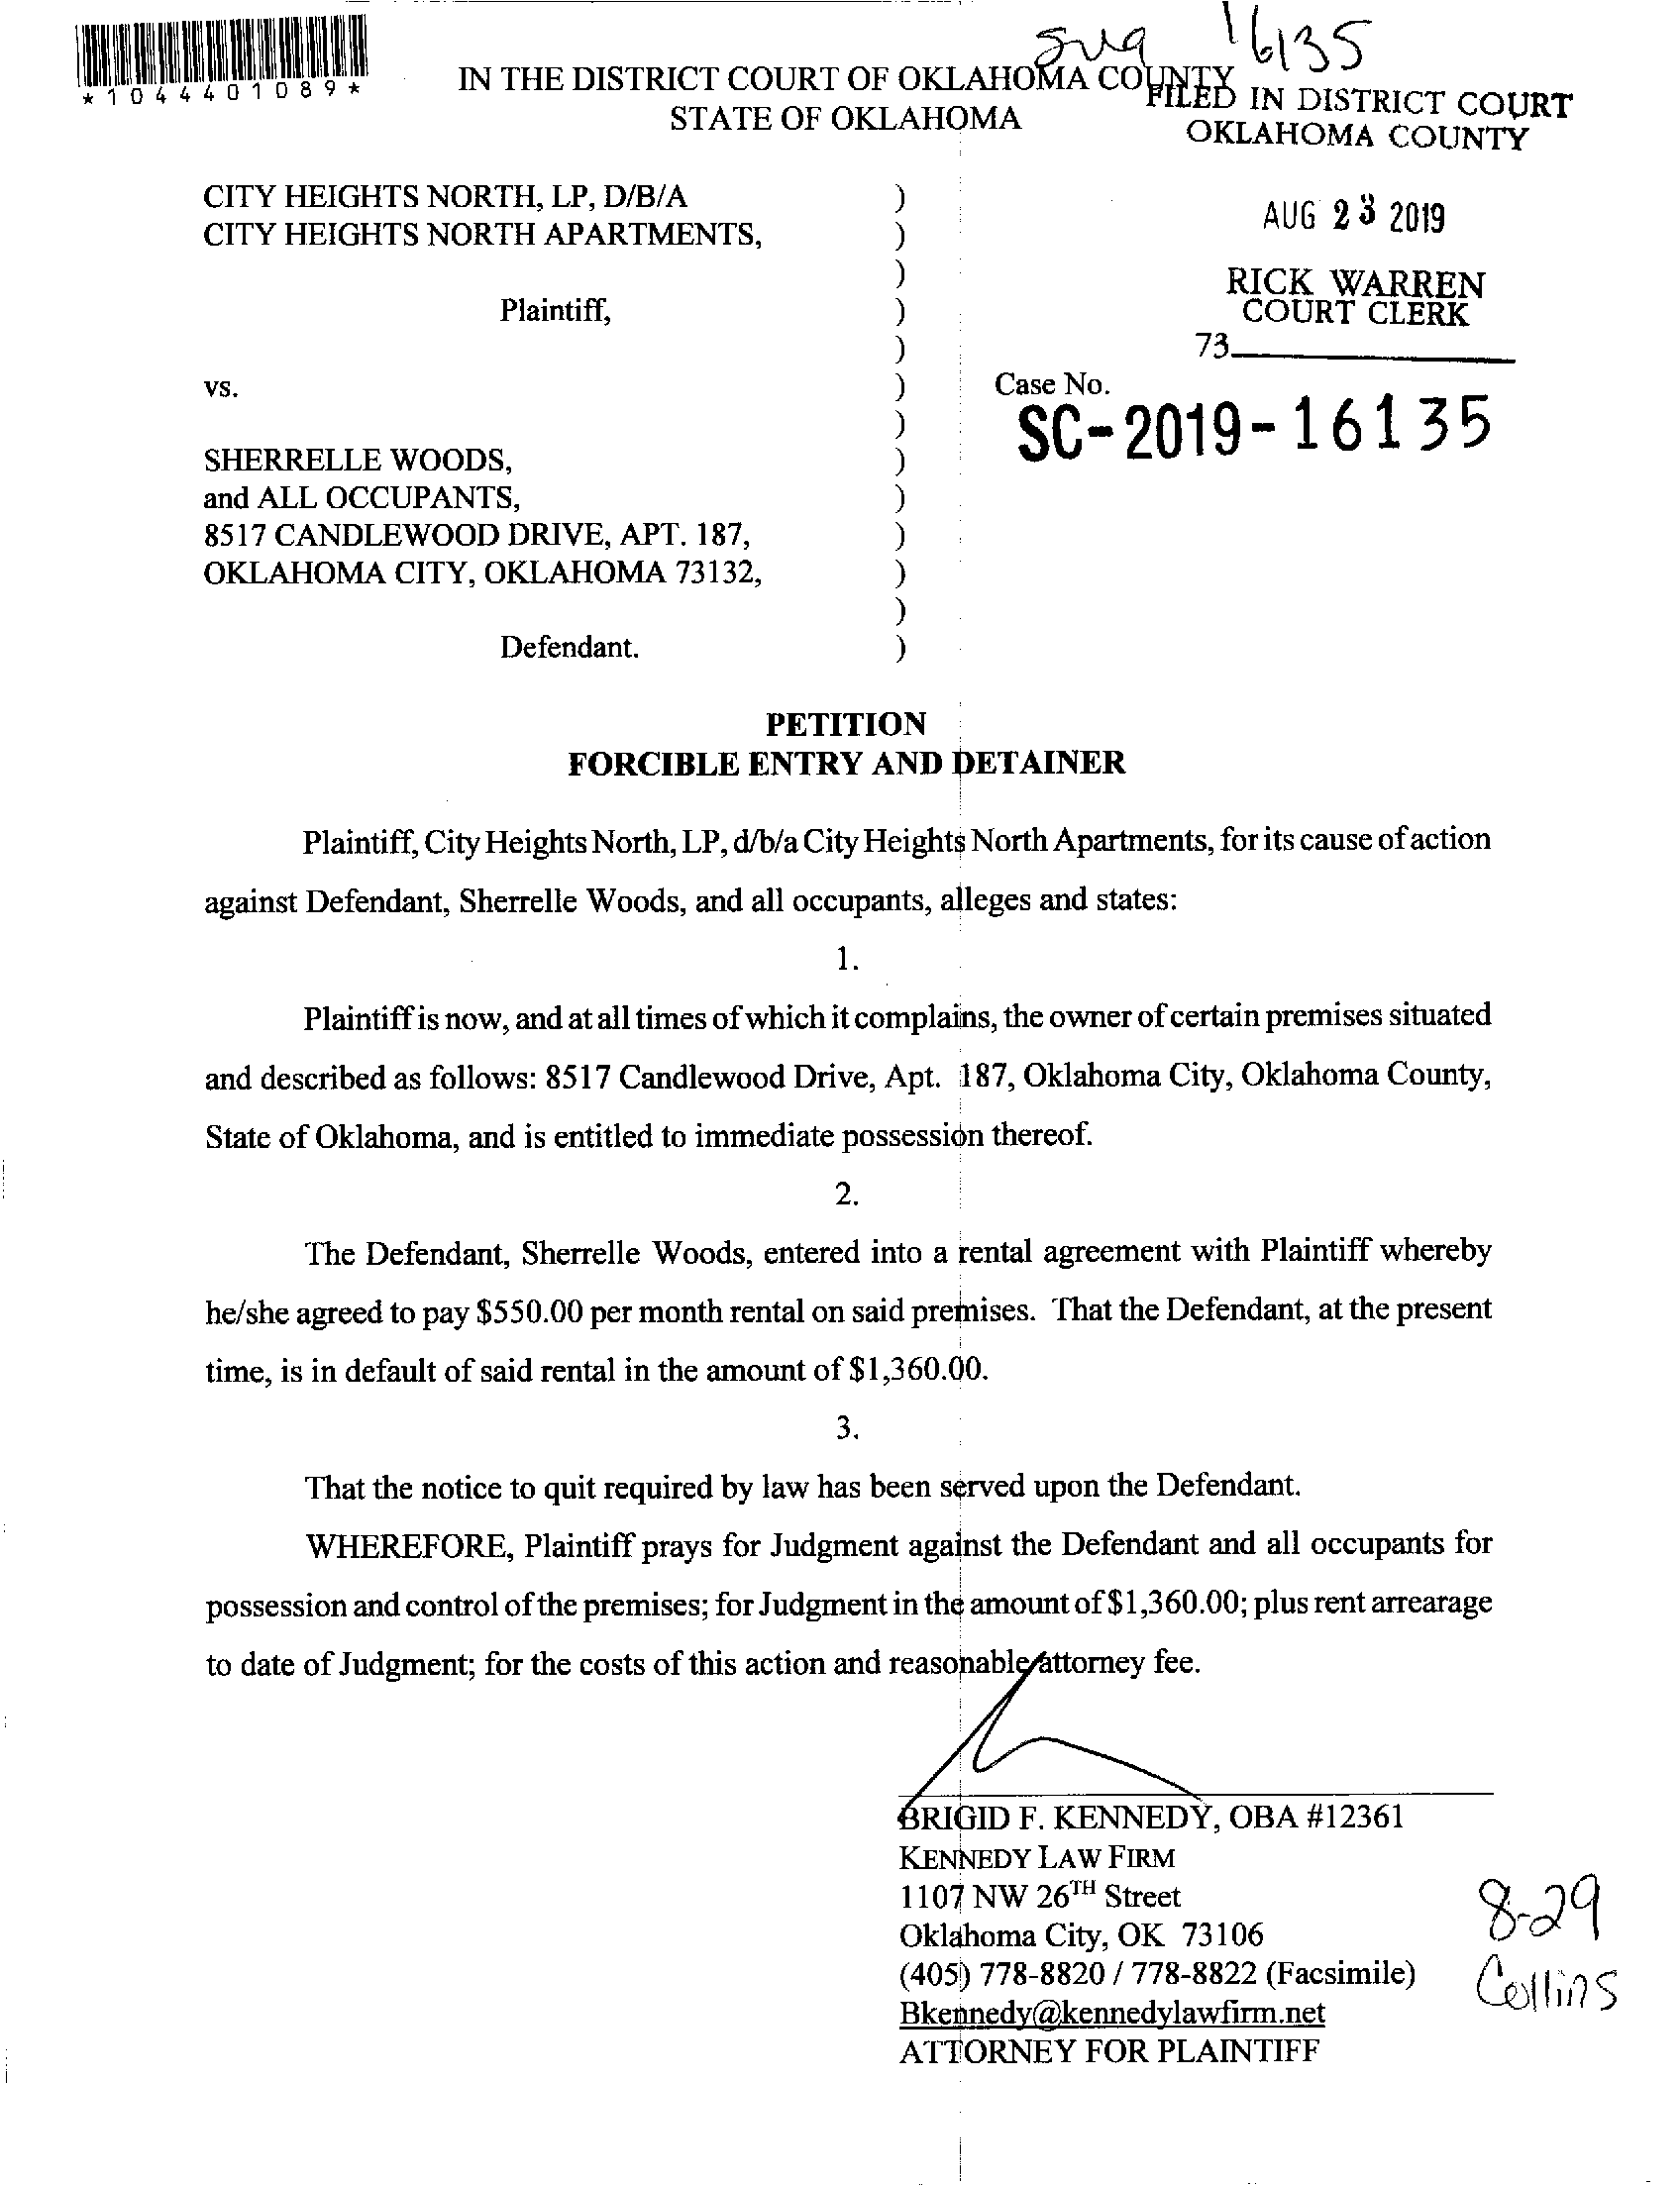 *1044401089*
16135
IN THE DISTRICT COURT OF OKLAHOMA COUNTY
STATE OF OKLAHOMA
FILED IN DISTRICT COURT
OKLAHOMA COUNTY
AUG 23 2019
RICK WARREN
COURT CLERK
73
CITY HEIGHTS NORTH, LP, D/B/A )
CITY HEIGHTS NORTH APARTMENTS, )
)
Plaintiff, )
)
vs. )
)
SHERRELLE WOODS, )
and ALL OCCUPANTS, )
8517 CANDLEWOOD DRIVE, APT. 187, )
OKLAHOMA CITY, OKLAHOMA 73132, )
)
Defendant. )
Case No.
SC-2019-16135
PETITION
FORCIBLE ENTRY AND DETAINER
Plaintiff, City Heights North, LP, d/b/a City Heights North Apartments, for its cause of action
against Defendant, Sherrelle Woods, and all occupants, alleges and states:
1.
Plaintiff is now, and at all times of which it complains, the owner of certain premises situated
and described as follows: 8517 Candlewood Drive, Apt. 187, Oklahoma City, Oklahoma County,
State of Oklahoma, and is entitled to immediate possession thereof.
2.
The Defendant, Sherrelle Woods, entered into a rental agreement with Plaintiff whereby
he/she agreed to pay $550.00 per month rental on said premises. That the Defendant, at the present
time, is in default of said rental in the amount of $1,360.00.
3.
That the notice to quit required by law has been served upon the Defendant.
WHEREFORE, Plaintiff prays for Judgment against the Defendant and all occupants for
possession and control of the premises; for Judgment in the amount of $1,360.00; plus rent arrearage
to date of Judgment; for the costs of this action and reasonable attorney fee.
BRIGID F. KENNEDY, OBA #12361
KENNEDY LAW FIRM
1107 NW 26TH Street
Oklahoma City, OK 73106
(405) 778-8820 / 778-8822 (Facsimile)
Bkennedy@kennedylawfirm.net
ATTORNEY FOR PLAINTIFF
8-29
Collins